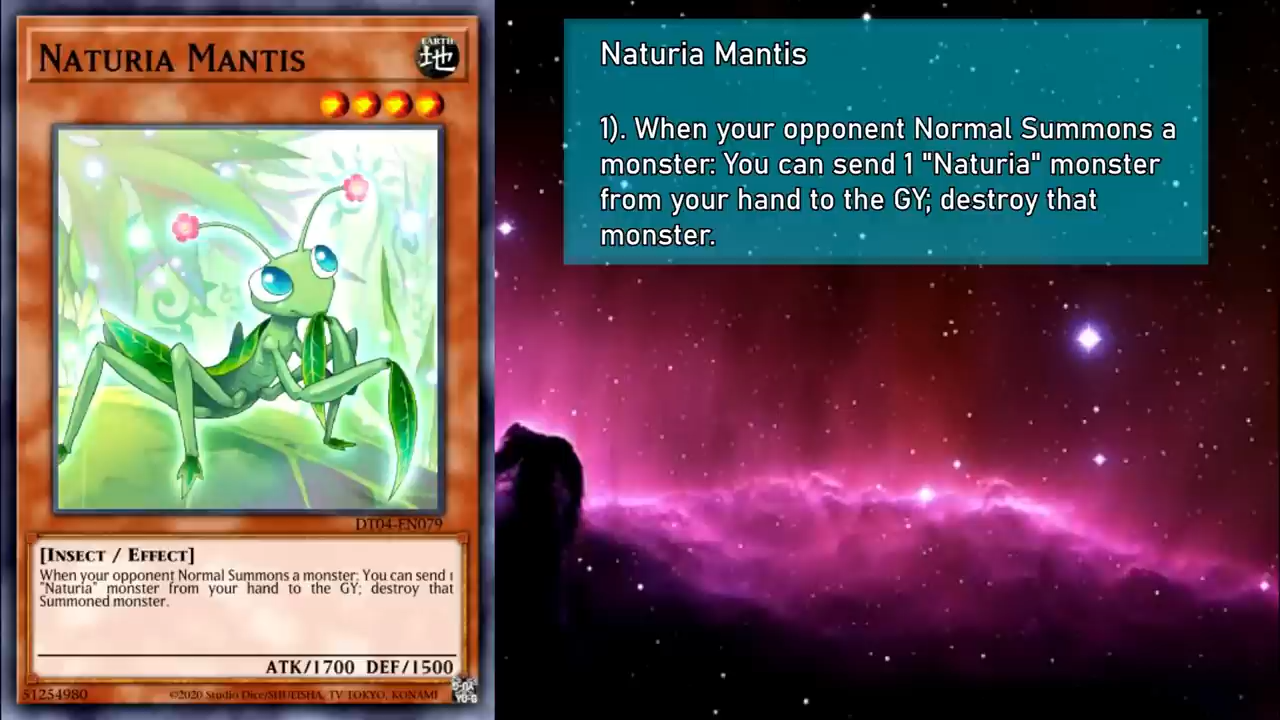 NATURIA MANTIS
EARTH
地
DT04-EN079
[INSECT / EFFECT]
When your opponent Normal Summons a monster: You can send 1
"Naturia" monster from your hand to the GY; destroy that
Summoned monster.
ATK/1700 DEF/1500
51254980
©2020 Studio Dice/SHUEISHA, TV TOKYO, KONAMI
Naturia Mantis
1). When your opponent Normal Summons a
monster: You can send 1 "Naturia" monster
from your hand to the GY; destroy that
monster.